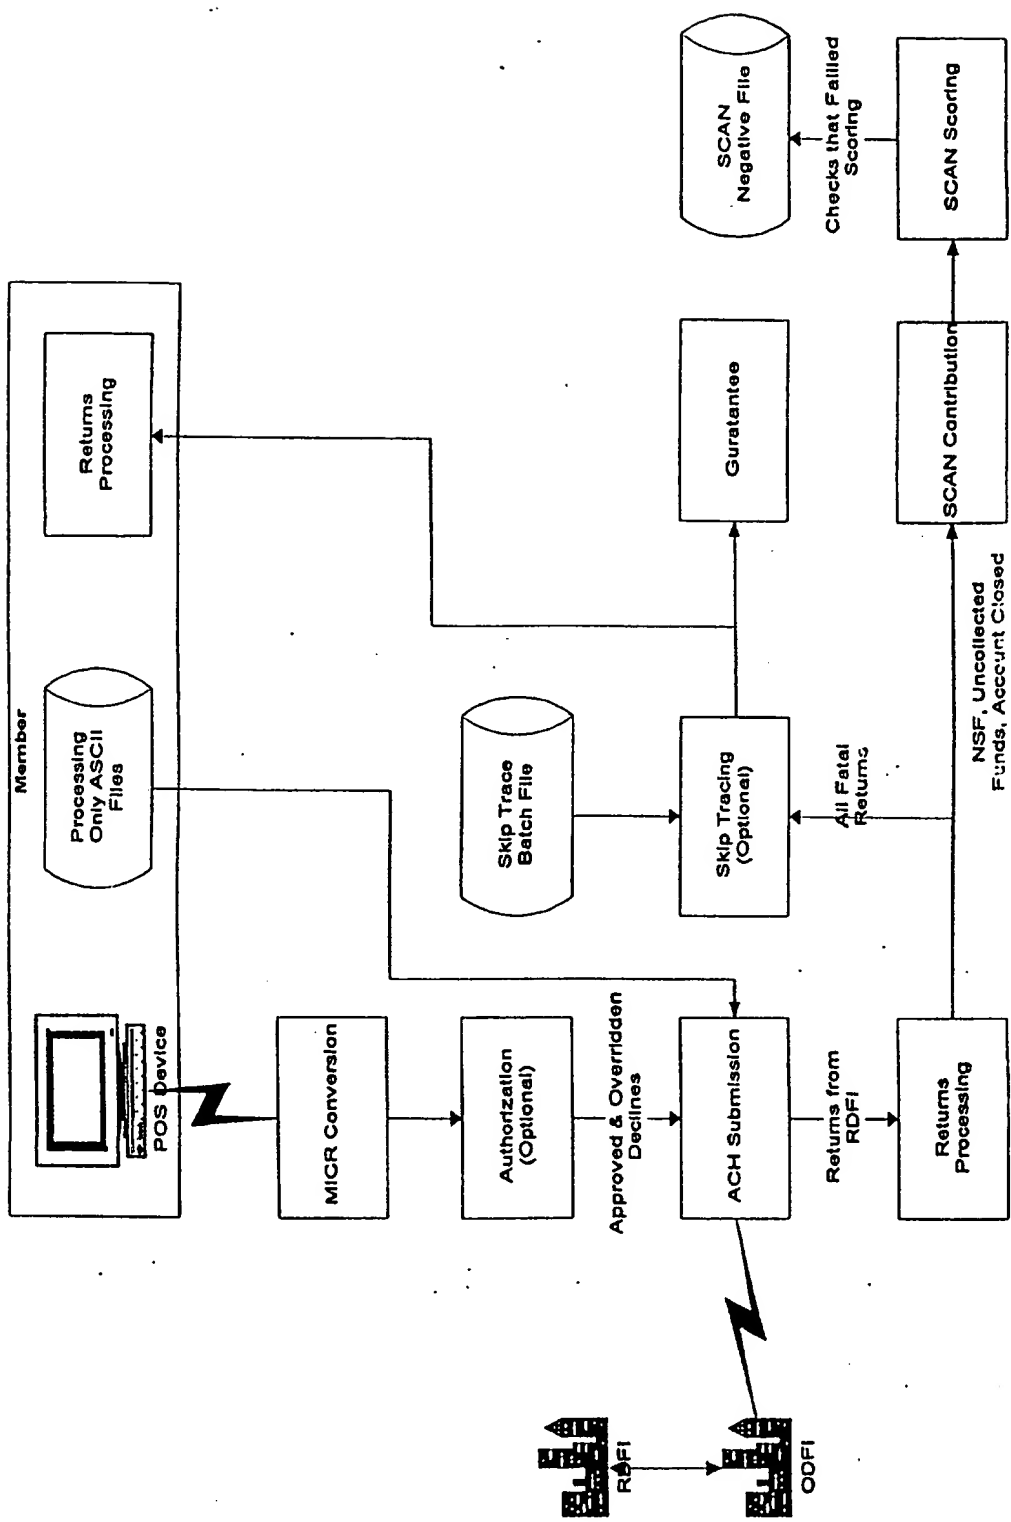 Member
POS Device
Processing
Only ASCII
Files
Returns
Processing
MICR Conversion
Authorization
(Optional)
Skip Trace
Batch File
Approved & Overridden
Declines
RDFI
ACH Submission
Skip Tracing
(Optional)
Guratantee
SCAN
Negative File
ODFI
Returns from
RDFI
All Fatal
Returns
Checks that Failled
Scoring
Returns
Processing
NSF, Uncollected
Funds, Account Closed
SCAN Contribution
SCAN Scoring